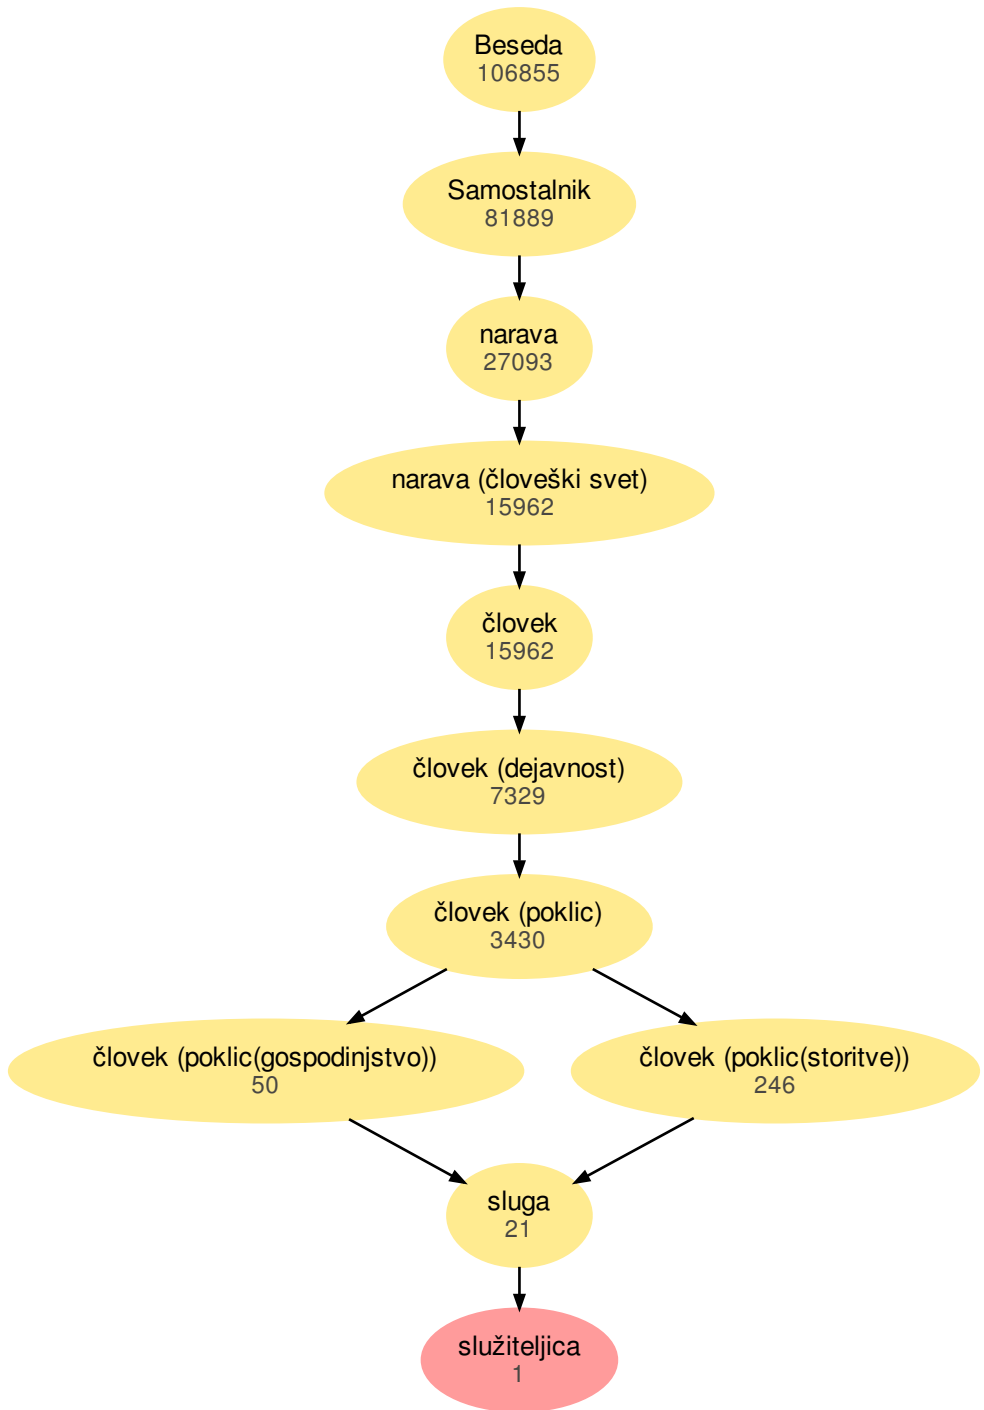 Beseda
106855
Samostalnik
81889
narava
27093
narava (človeški svet)
15962
človek
15962
človek (dejavnost)
7329
človek (poklic)
3430
človek (poklic(gospodinjstvo))
50
človek (poklic(storitve))
246
sluga
21
služiteljica
1